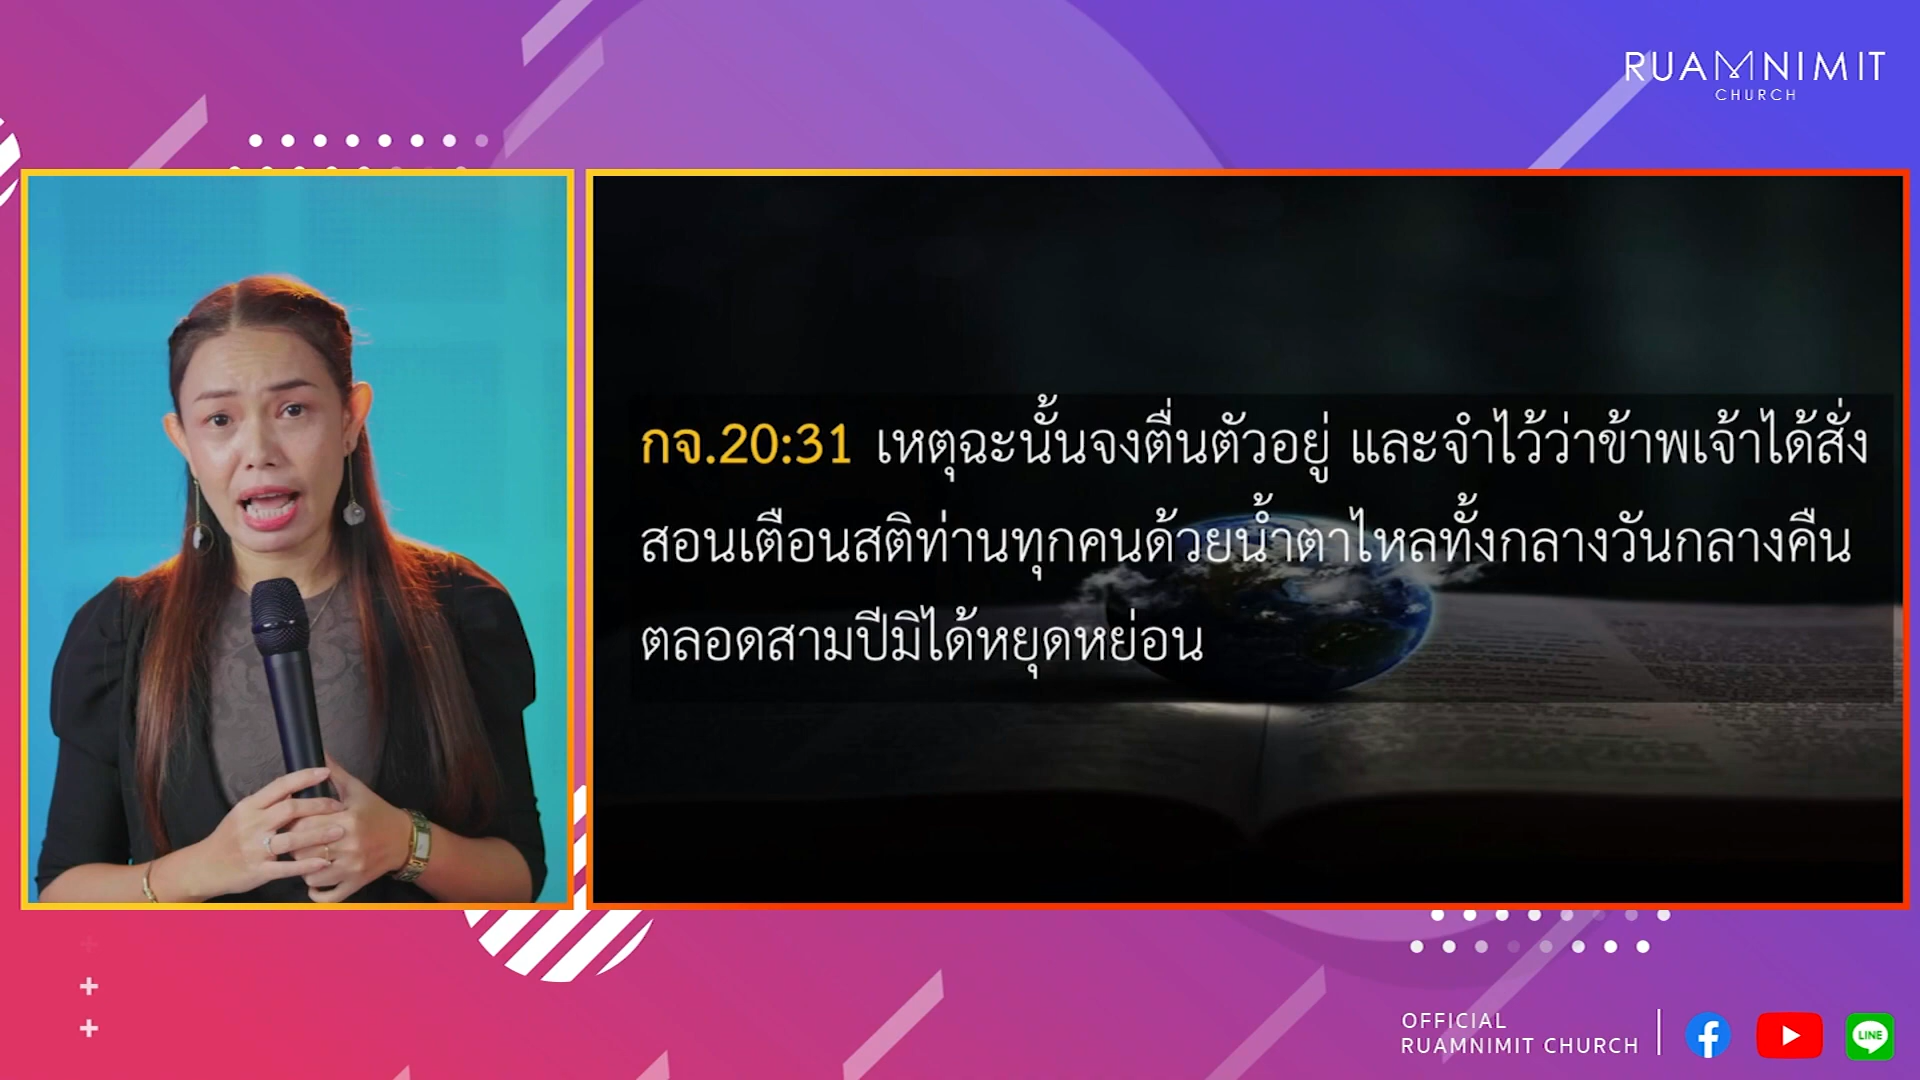 RUAMNIMIT
CHURCH
กจ.20:31 เหตุฉะนั้นจงตื่นตัวอยู่ และจำไว้ว่าข้าพเจ้าได้สั่ง
สอนเตือนสติท่านทุกคนด้วยน้ำตาไหลทั้งกลางวันกลางคืน
ตลอดสามปีมิได้หยุดหย่อน
OFFICIAL
RUAMNIMIT CHURCH
LINE